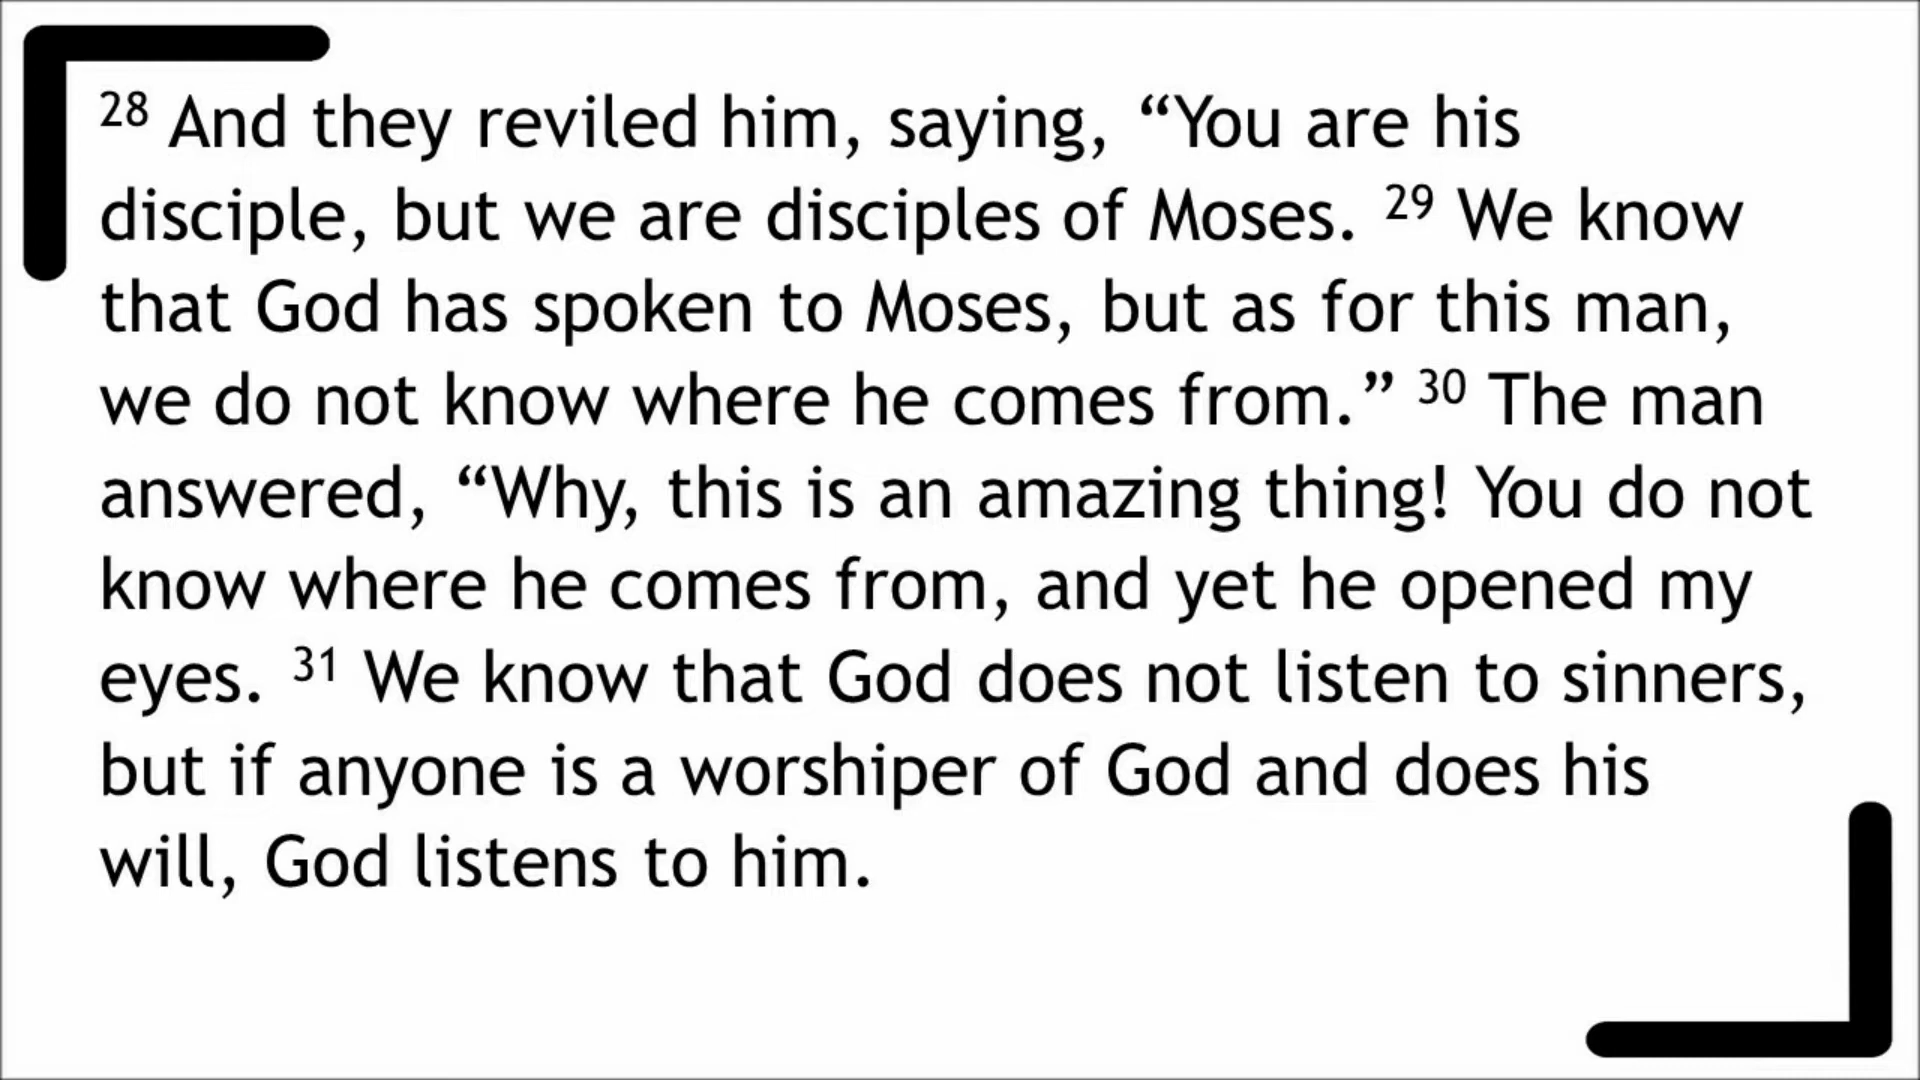 28 And they reviled him, saying, “You are his
disciple, but we are disciples of Moses. 29 We know
that God has spoken to Moses, but as for this man,
we do not know where he comes from.” 30 The man
answered, “Why, this is an amazing thing! You do not
know where he comes from, and yet he opened my
eyes. 31 We know that God does not listen to sinners,
but if anyone is a worshiper of God and does his
will, God listens to him.